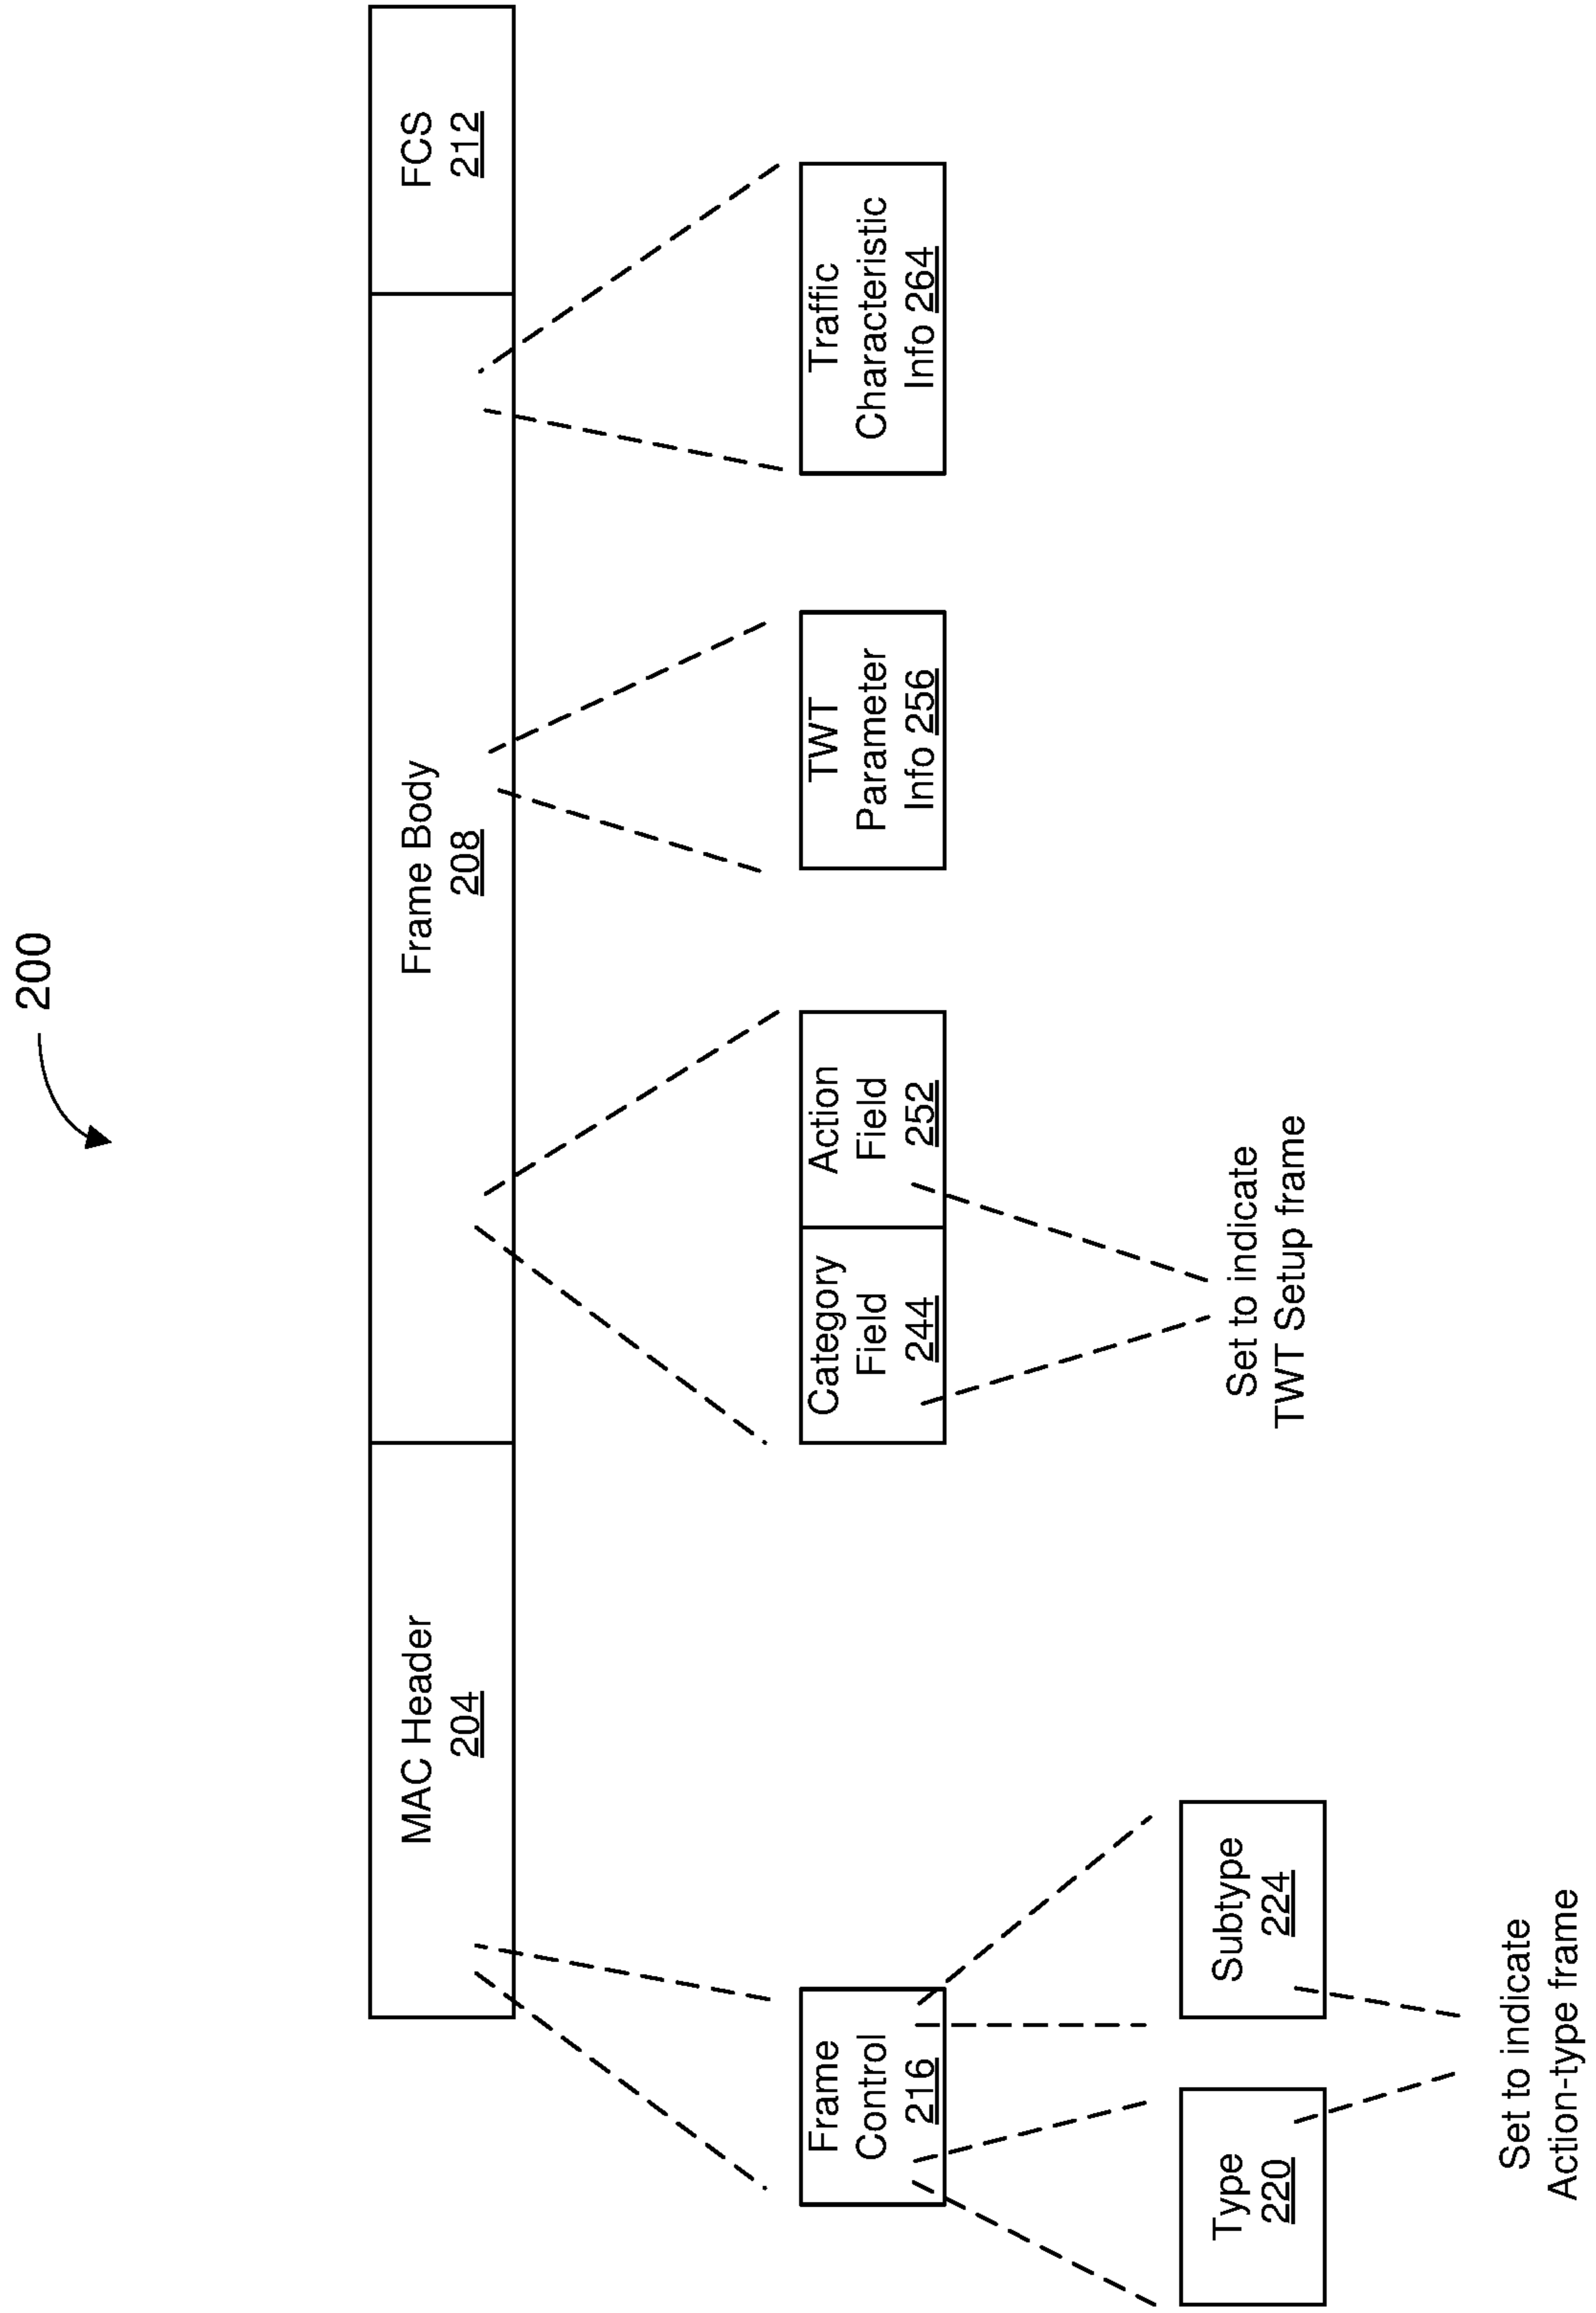 200
MAC Header
204
Frame Body
208
FCS
212
Frame
Control
216
Category
Field
244
Action
Field
252
TWT
Parameter
Info 256
Traffic
Characteristic
Info 264
Type
220
Subtype
224
Set to indicate
TWT Setup frame
Set to indicate
Action-type frame